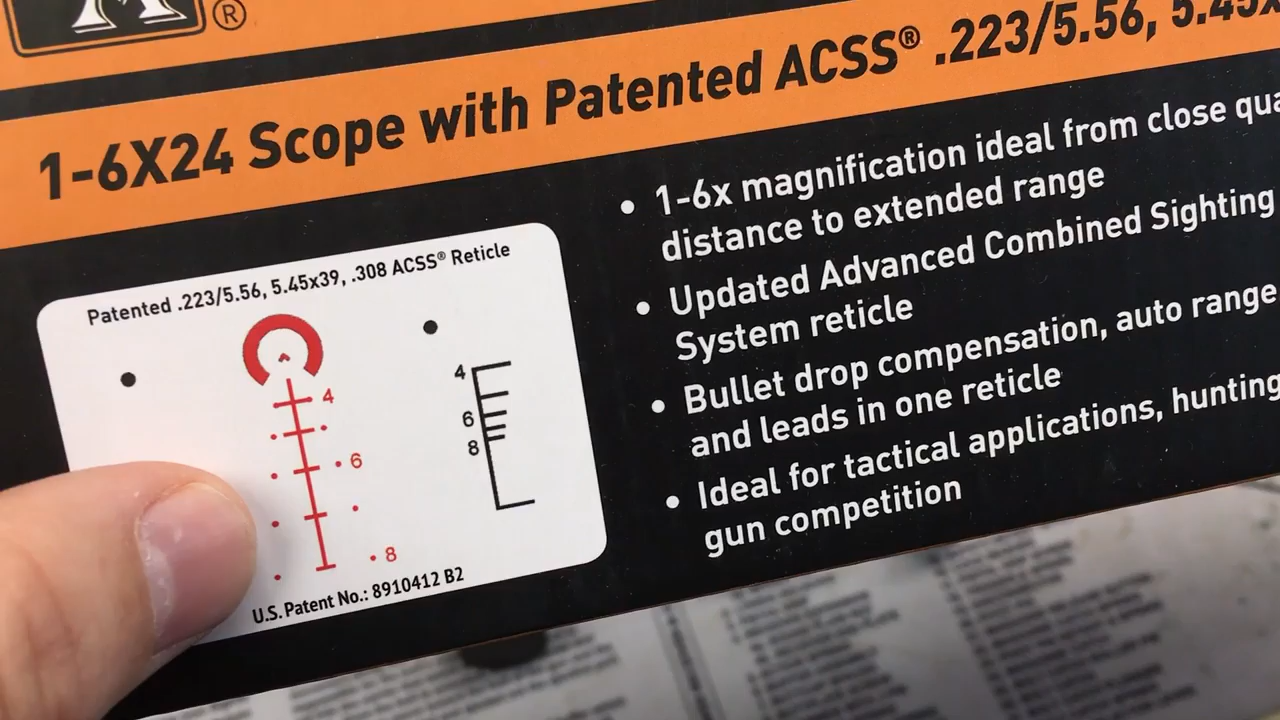 ®
1-6X24 Scope with Patented ACSS® .223/5.56, 5.45x
Patented .223/5.56, 5.45x39, .308 ACSS® Reticle
4
6
8
4
6
8
U.S. Patent No.: 8910412 B2
• 1-6x magnification ideal from close qua
distance to extended range
• Updated Advanced Combined Sighting
System reticle
• Bullet drop compensation, auto range
and leads in one reticle
• Ideal for tactical applications, hunting
gun competition